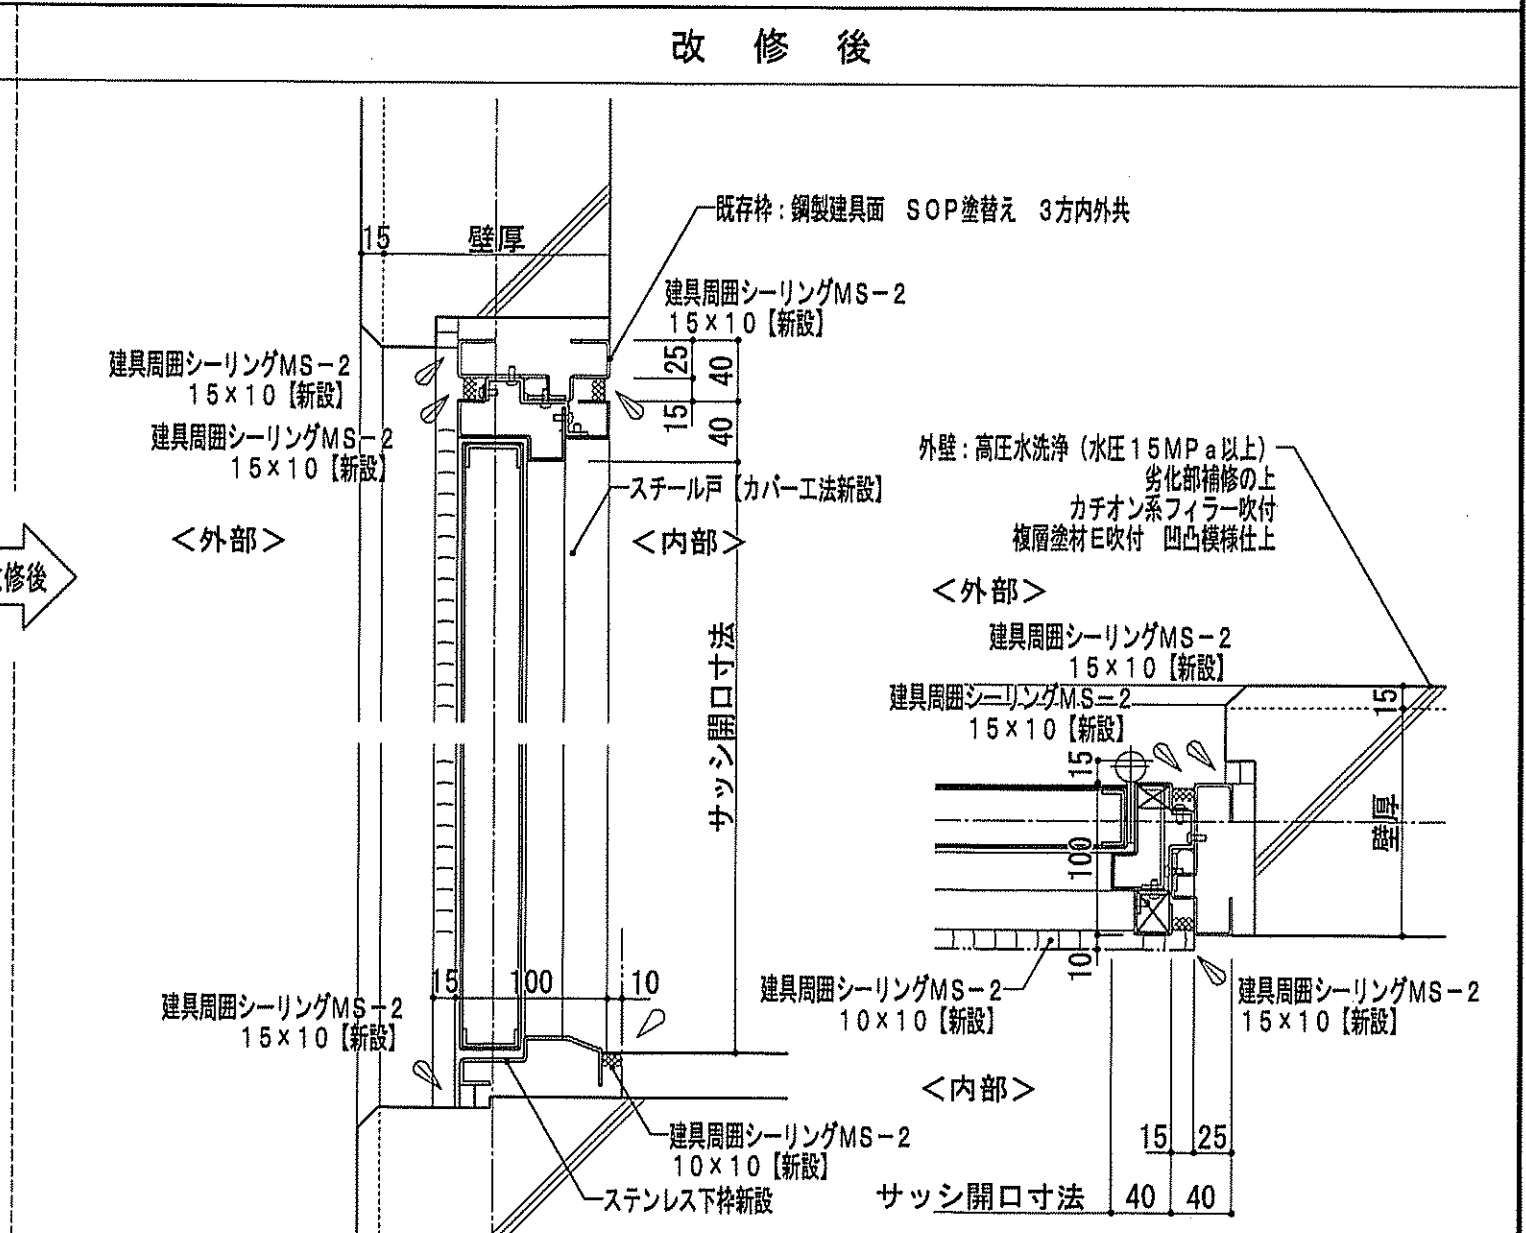 改修後
既存枠：鋼製建具面　SOP塗替え　3方内外共
15
壁厚
建具周囲シーリングMS－2
15×10【新設】
建具周囲シーリングMS－2
15×10【新設】
25
40
15
40
建具周囲シーリングMS－2
15×10【新設】
スチール戸【カバー工法新設】
＜外部＞
＜内部＞
修後
サッシ開口寸法
15
100
10
建具周囲シーリングMS－2
15×10【新設】
建具周囲シーリングMS－2
10×10【新設】
ステンレス下枠新設
外壁：高圧水洗浄（水圧15MPa以上）
劣化部補修の上
カチオン系フィラー吹付
複層塗材E吹付　凹凸模様仕上
＜外部＞
建具周囲シーリングMS－2
15×10【新設】
建具周囲シーリングMS－2
15×10【新設】
15
15
壁厚
100
10
建具周囲シーリングMS－2
10×10【新設】
建具周囲シーリングMS－2
15×10【新設】
＜内部＞
15
25
サッシ開口寸法
40
40